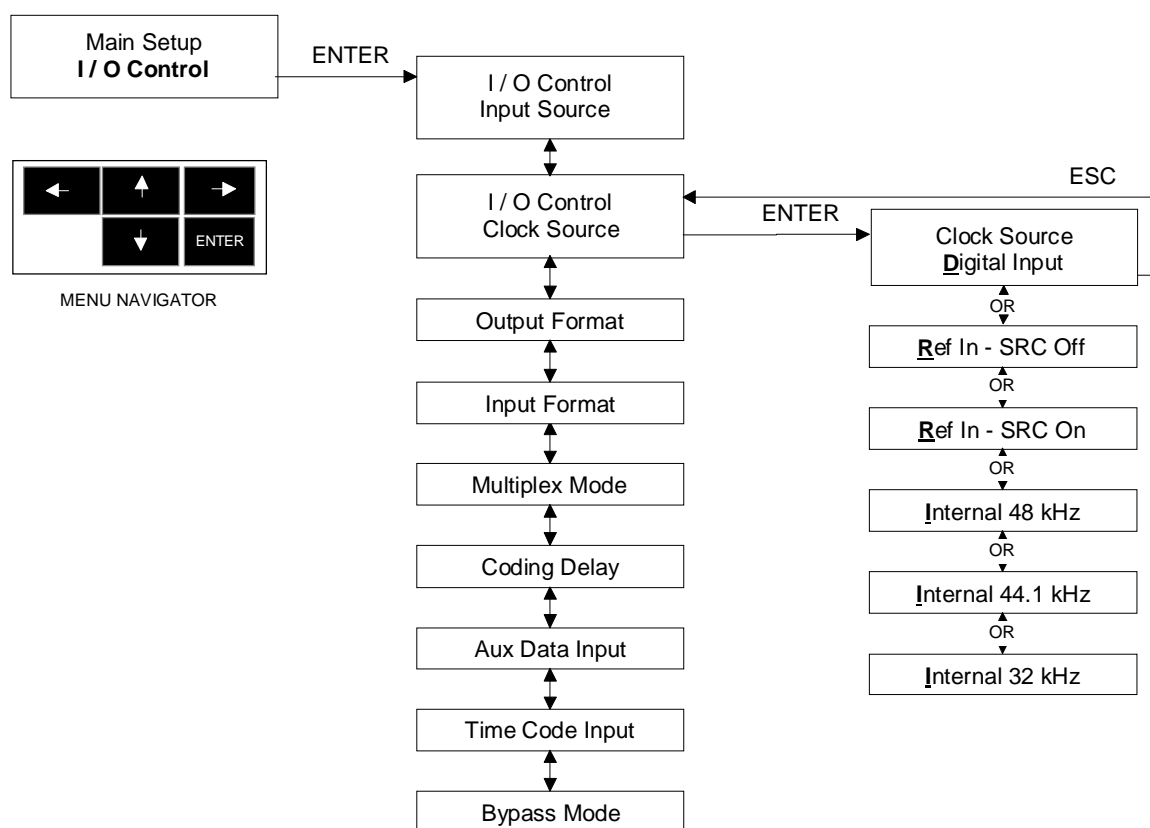 Main Setup
I / O Control
ENTER
I / O Control
Input Source
ENTER
MENU NAVIGATOR
I / O Control
Clock Source
ESC
ENTER
Clock Source
Digital Input
OR
Ref In - SRC Off
OR
Ref In - SRC On
OR
Internal 48 kHz
OR
Internal 44.1 kHz
OR
Internal 32 kHz
Output Format
Input Format
Multiplex Mode
Coding Delay
Aux Data Input
Time Code Input
Bypass Mode